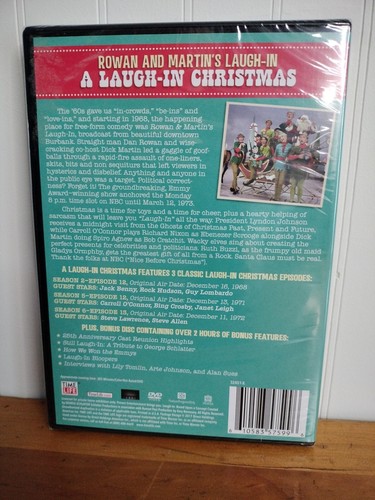 ROWAN AND MARTIN'S LAUGH-IN
A LAUGH-IN CHRISTMAS
The '60s gave us "in-crowds," "be-ins" and
"love-ins," and starting in 1968, the happening
place for free-form comedy was Rowan & Martin's
Laugh-In, broadcast from beautiful downtown
Burbank. Straight man Dan Rowan and wise-
cracking co-host Dick Martin led a gaggle of goof-
balls through a rapid-fire assault of one-liners,
skits, bits and non sequiturs that left viewers in
hysterics and disbelief. Anything and anyone in
the public eye was a target. Political correct-
ness? Forget it! The groundbreaking, Emmy
Award-winning show anchored the Monday
8 p.m. time slot on NBC until March 12, 1973.
Christmas is a time for toys and a time for cheer, plus a hearty helping of
sarcasm that will leave you "Laugh-In" all the way. President Lyndon Johnson
receives a midnight visit from the Ghosts of Christmas Past, Present and Future,
while Carroll O'Connor plays Richard Nixon as Ebenezer Scrooge alongside Dick
Martin doing Spiro Agnew as Bob Cratchit. Wacky elves sing about creating the
perfect presents for celebrities and politicians. Ruth Buzzi, as the frumpy old maid
Gladys Ormphby, gets the greatest gift of all from a Rock. Santa Claus must be real.
Thank the folks at NBC ("Nine Before Christmas").
A LAUGH-IN CHRISTMAS FEATURES 3 CLASSIC LAUGH-IN CHRISTMAS EPISODES:
SEASON 2–EPISODE 13, Original Air Date: December 16, 1968
GUEST STARS: Jack Benny, Rock Hudson, Guy Lombardo
Original Air Date: December 13, 1971
GUEST STARS: Carroll O'Connor, Bing Crosby, Janet Leigh
Original Air Date: December 11, 1972
GUEST STARS: Steve Lawrence, Steve Allen
PLUS, BONUS DISC CONTAINING OVER 2 HOURS OF BONUS FEATURES:
• 25th Anniversary Cast Reunion Highlights
• Still Laugh-In: A Tribute to George Schlatter
• How We Won the Emmys
• Laugh-In Bloopers
• Interviews with Lily Tomlin, Arte Johnson, and Alan Sues
TIME
LIFE
DVD